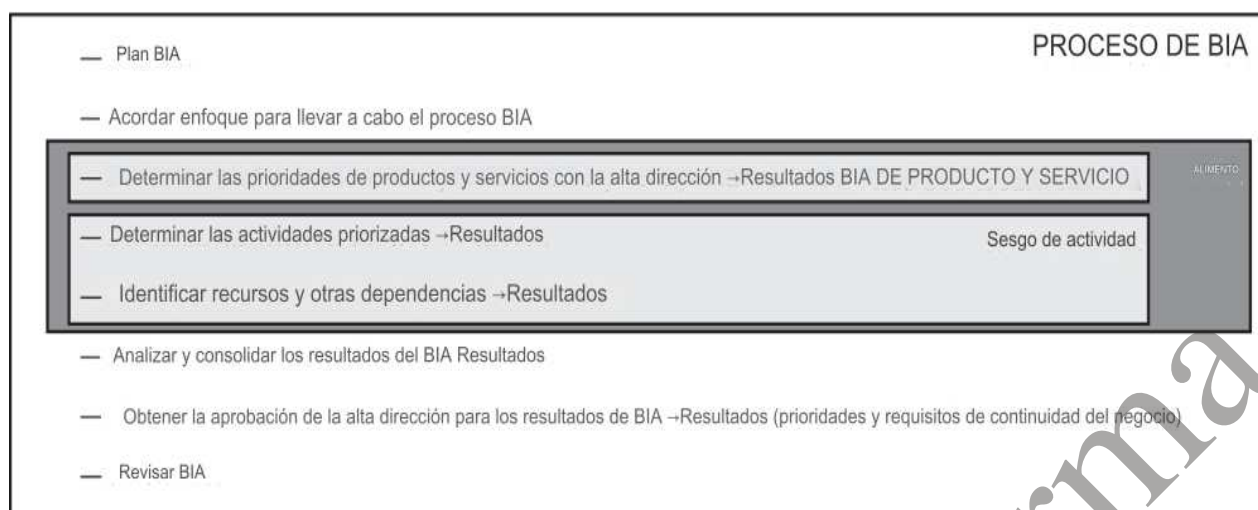 PROCESO DE BIA
— Plan BIA
— Acordar enfoque para llevar a cabo el proceso BIA
— Determinar las prioridades de productos y servicios con la alta dirección →Resultados BIA DE PRODUCTO Y SERVICIO
ALIMENTO
— Determinar las actividades priorizadas →Resultados
Sesgo de actividad
— Identificar recursos y otras dependencias →Resultados
— Analizar y consolidar los resultados del BIA Resultados
— Obtener la aprobación de la alta dirección para los resultados de BIA →Resultados (prioridades y requisitos de continuidad del negocio)
— Revisar BIA